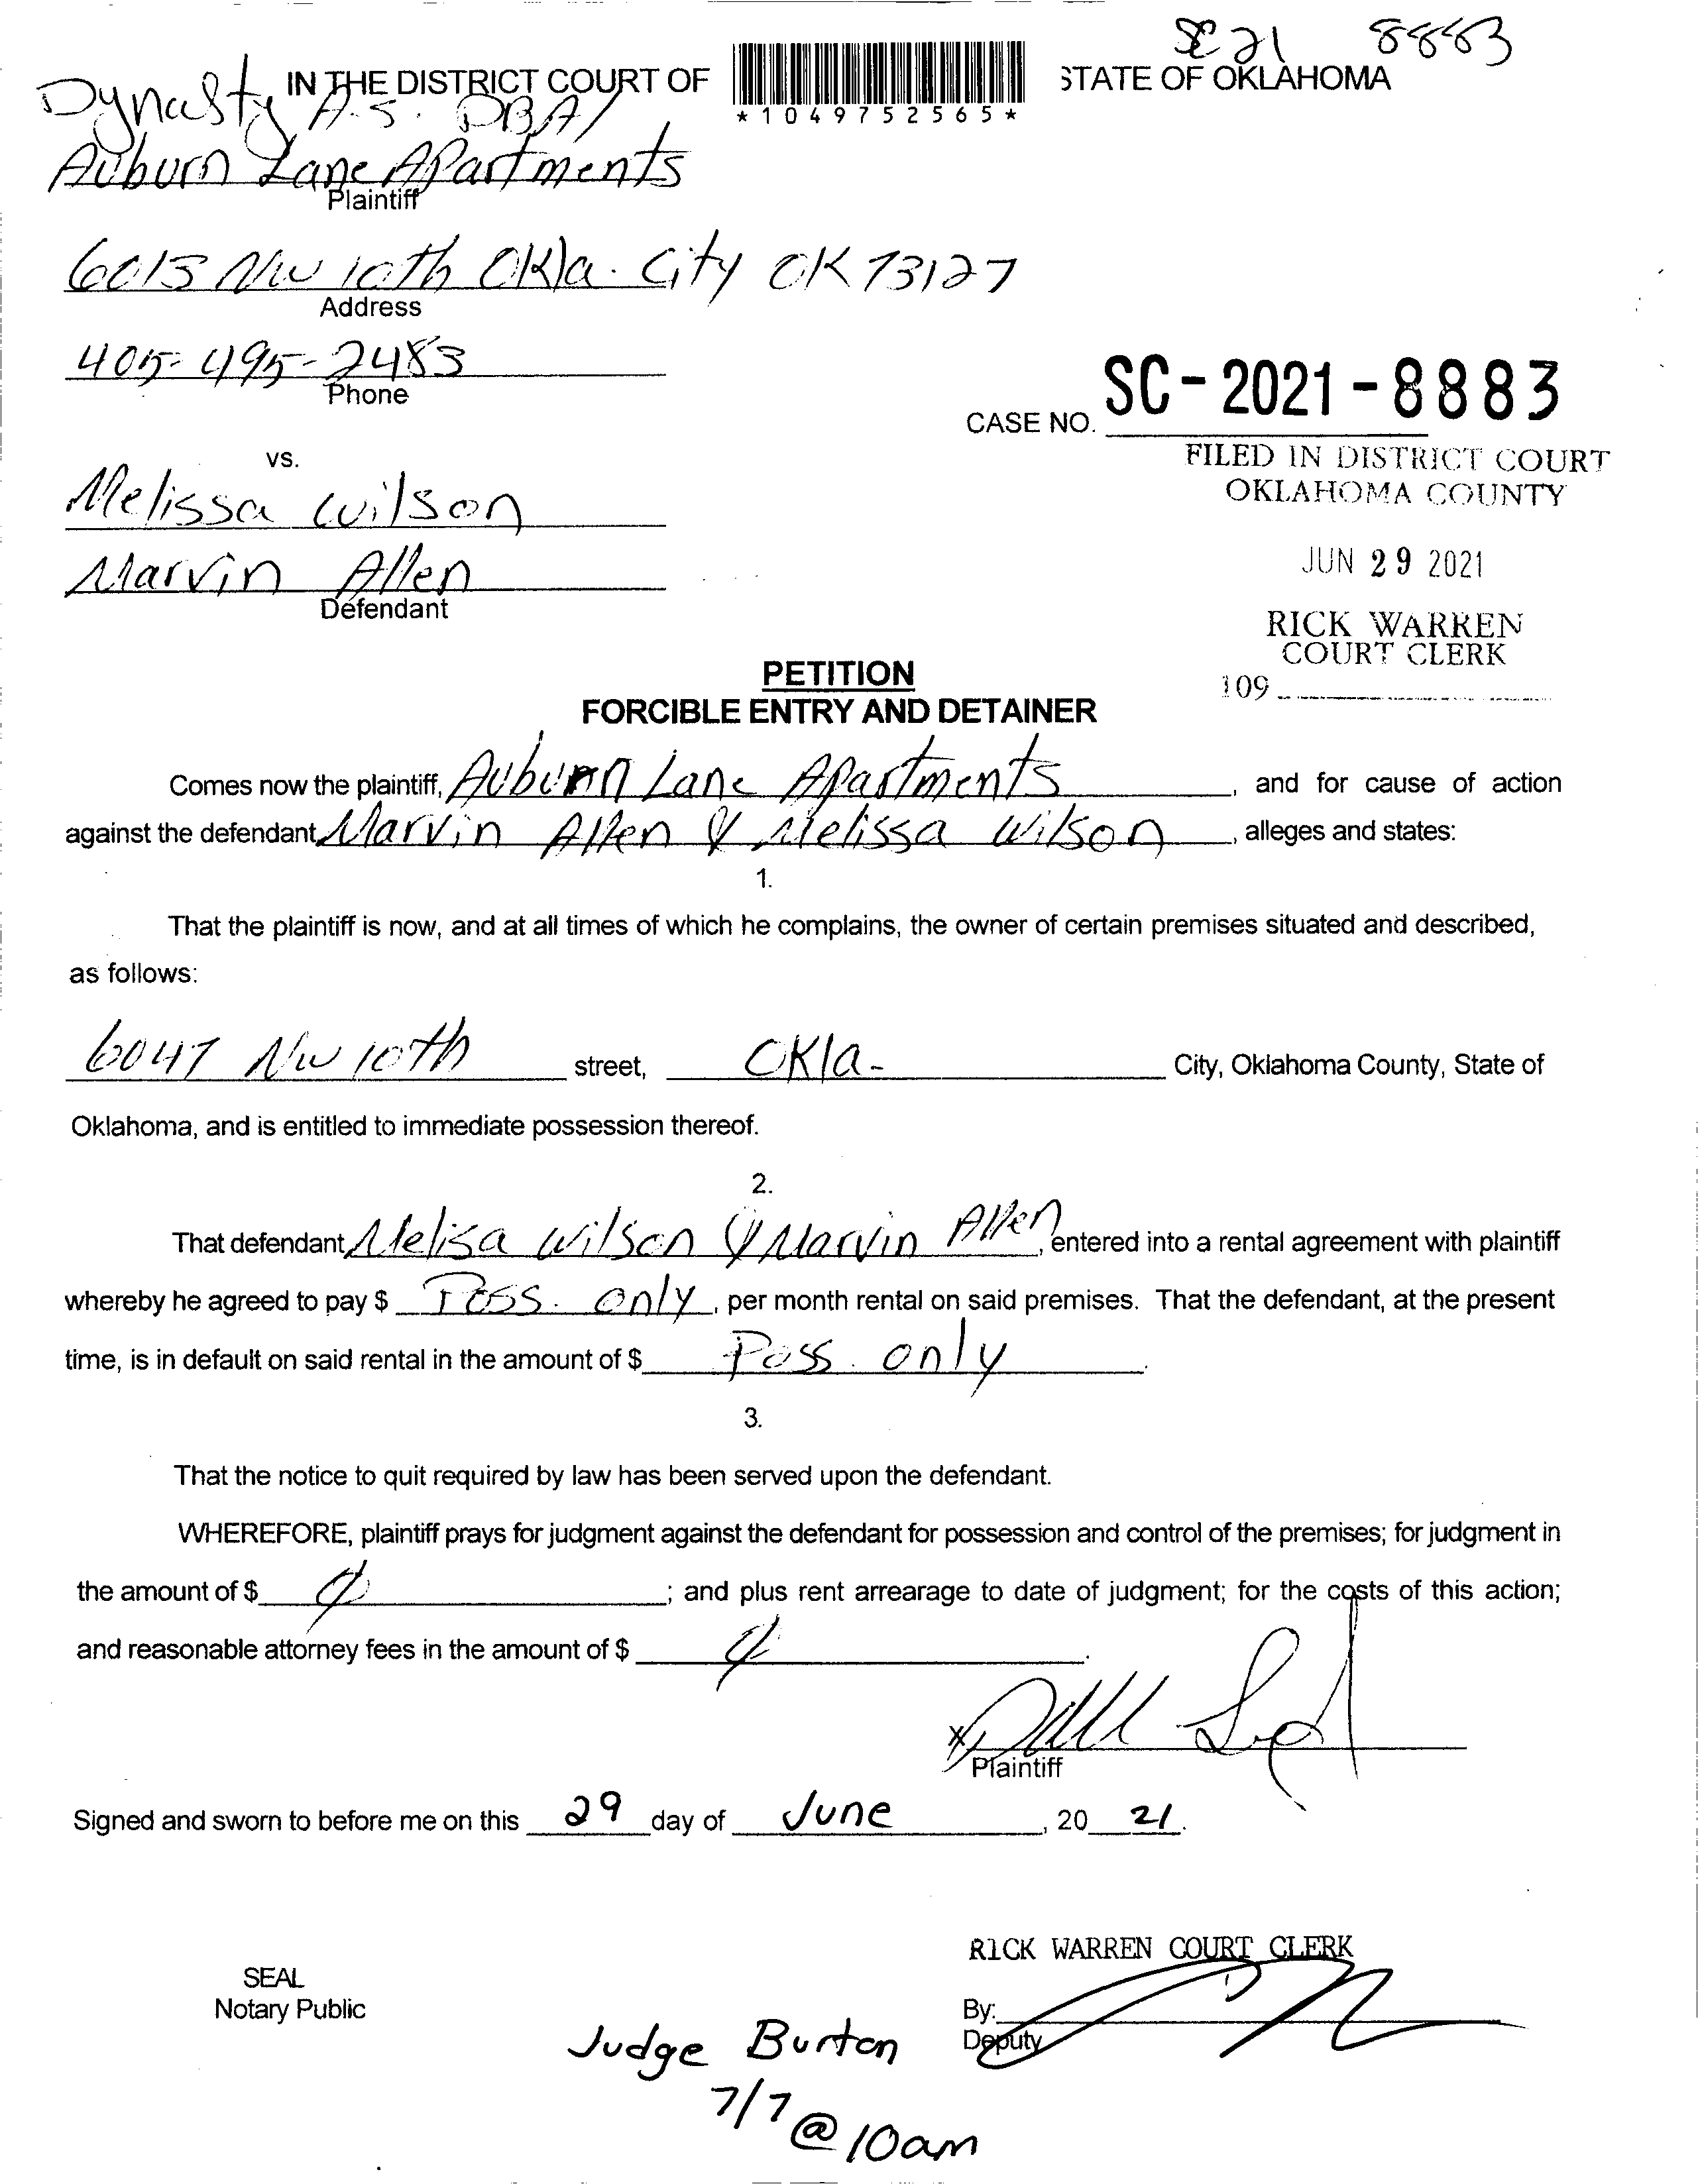 SC 21 8883
IN THE DISTRICT COURT OF STATE OF OKLAHOMA
*1049752565*
Dynasty A.S. DBA/
Auburn Lane Apartments
Plaintiff
6013 NW 10th Okla. City OK 73127
Address
405-495-2483
Phone
CASE NO. SC-2021-8883
FILED IN DISTRICT COURT
OKLAHOMA COUNTY
JUN 29 2021
RICK WARREN
COURT CLERK
109
vs.
Melissa Wilson
Marvin Allen
Defendant
PETITION
FORCIBLE ENTRY AND DETAINER
Comes now the plaintiff, Auburn Lane Apartments, and for cause of action
against the defendant, Marvin Allen & Melissa Wilson, alleges and states:
1.
That the plaintiff is now, and at all times of which he complains, the owner of certain premises situated and described,
as follows:
6047 NW 10th street, Okla- City, Oklahoma County, State of
Oklahoma, and is entitled to immediate possession thereof.
2.
That defendant, Melisa Wilson & Marvin Allen, entered into a rental agreement with plaintiff
whereby he agreed to pay $ Poss. only, per month rental on said premises. That the defendant, at the present
time, is in default on said rental in the amount of $ Poss. only.
3.
That the notice to quit required by law has been served upon the defendant.
WHEREFORE, plaintiff prays for judgment against the defendant for possession and control of the premises; for judgment in
the amount of $ 0; and plus rent arrearage to date of judgment; for the costs of this action;
and reasonable attorney fees in the amount of $ 0.
X
Plaintiff
Signed and sworn to before me on this 29 day of June, 20 21.
RICK WARREN COURT CLERK
SEAL
Notary Public
By:
Deputy
Judge Burton
7/7 @ 10am